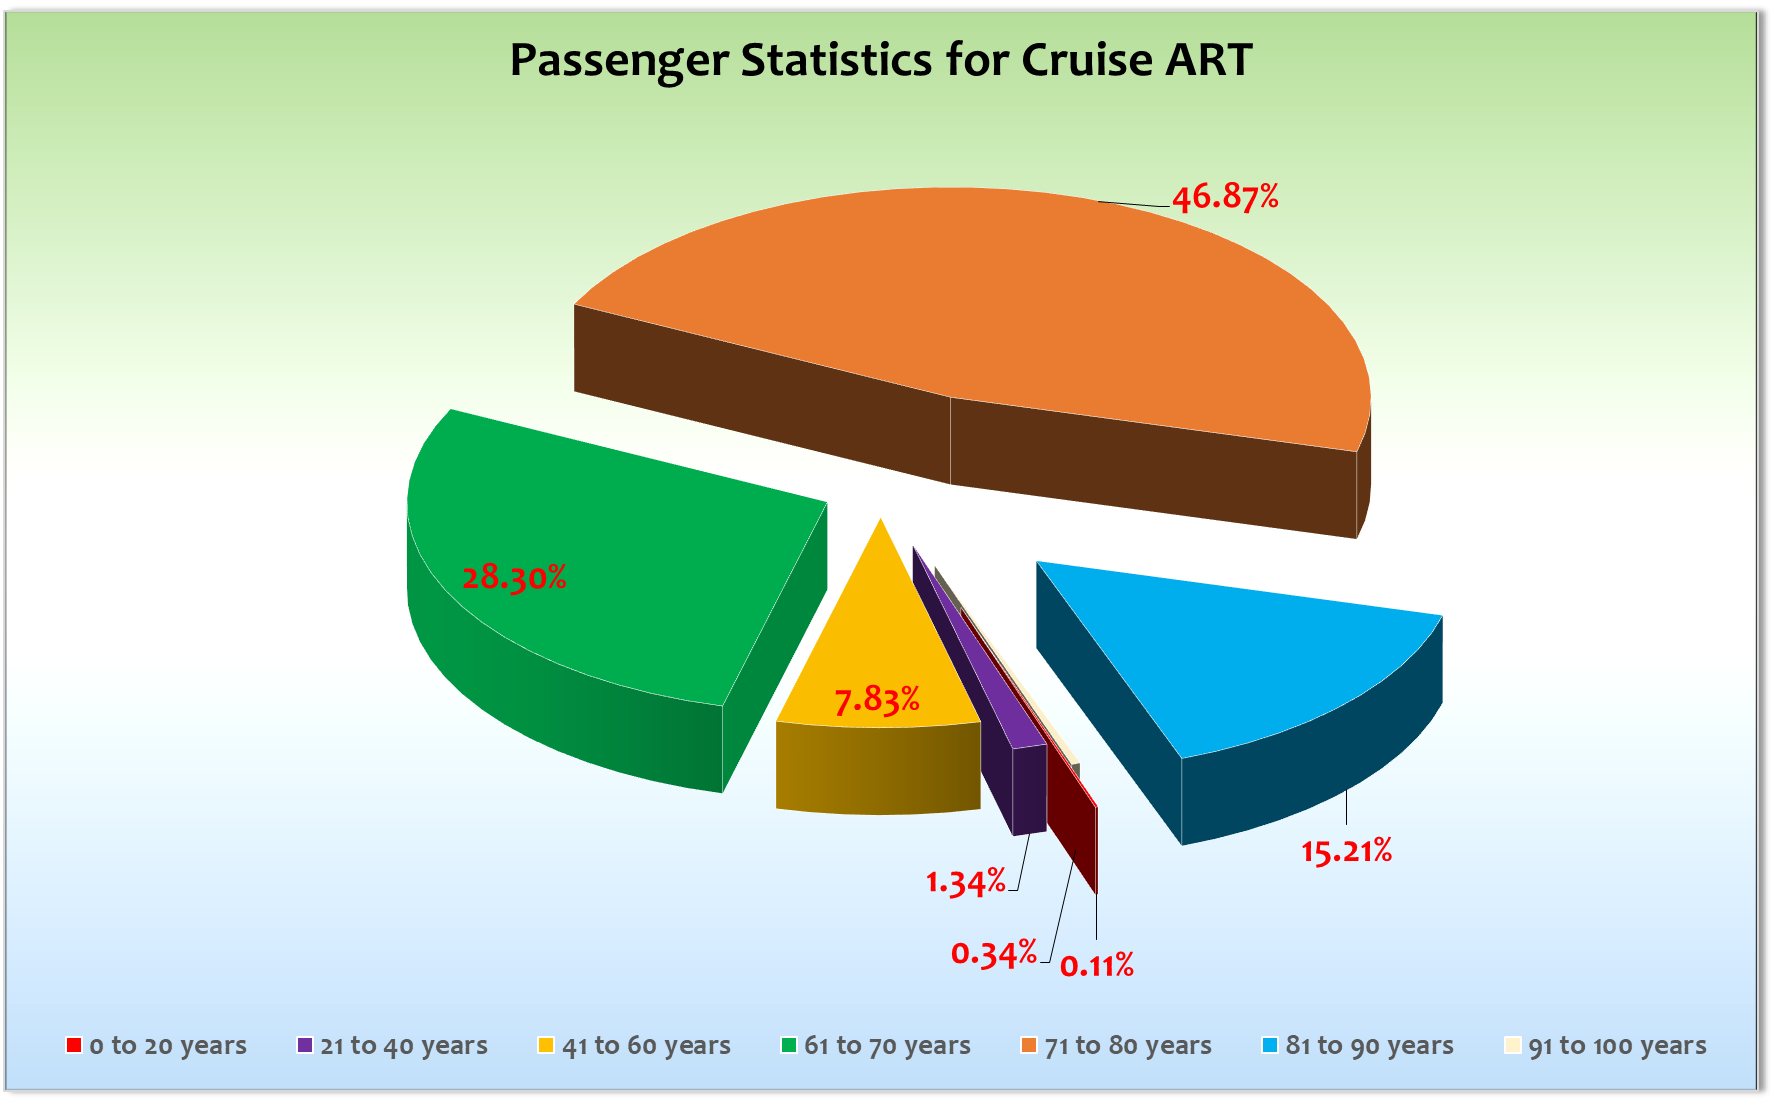 Passenger Statistics for Cruise ART
46.87%
28.30%
7.83%
15.21%
1.34%
0.34%
0.11%
0 to 20 years
21 to 40 years
41 to 60 years
61 to 70 years
71 to 80 years
81 to 90 years
91 to 100 years